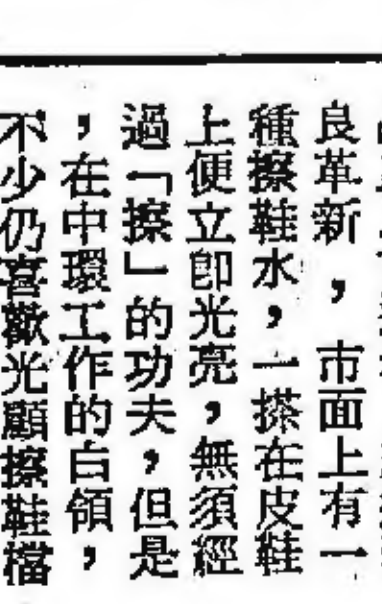 良革新，市面上有一
種擦鞋水，一搽在皮鞋
上便立即光亮，無須經
過「擦」的功夫，但是
，在中環工作的白領，
不少仍喜歡光顧擦鞋檔